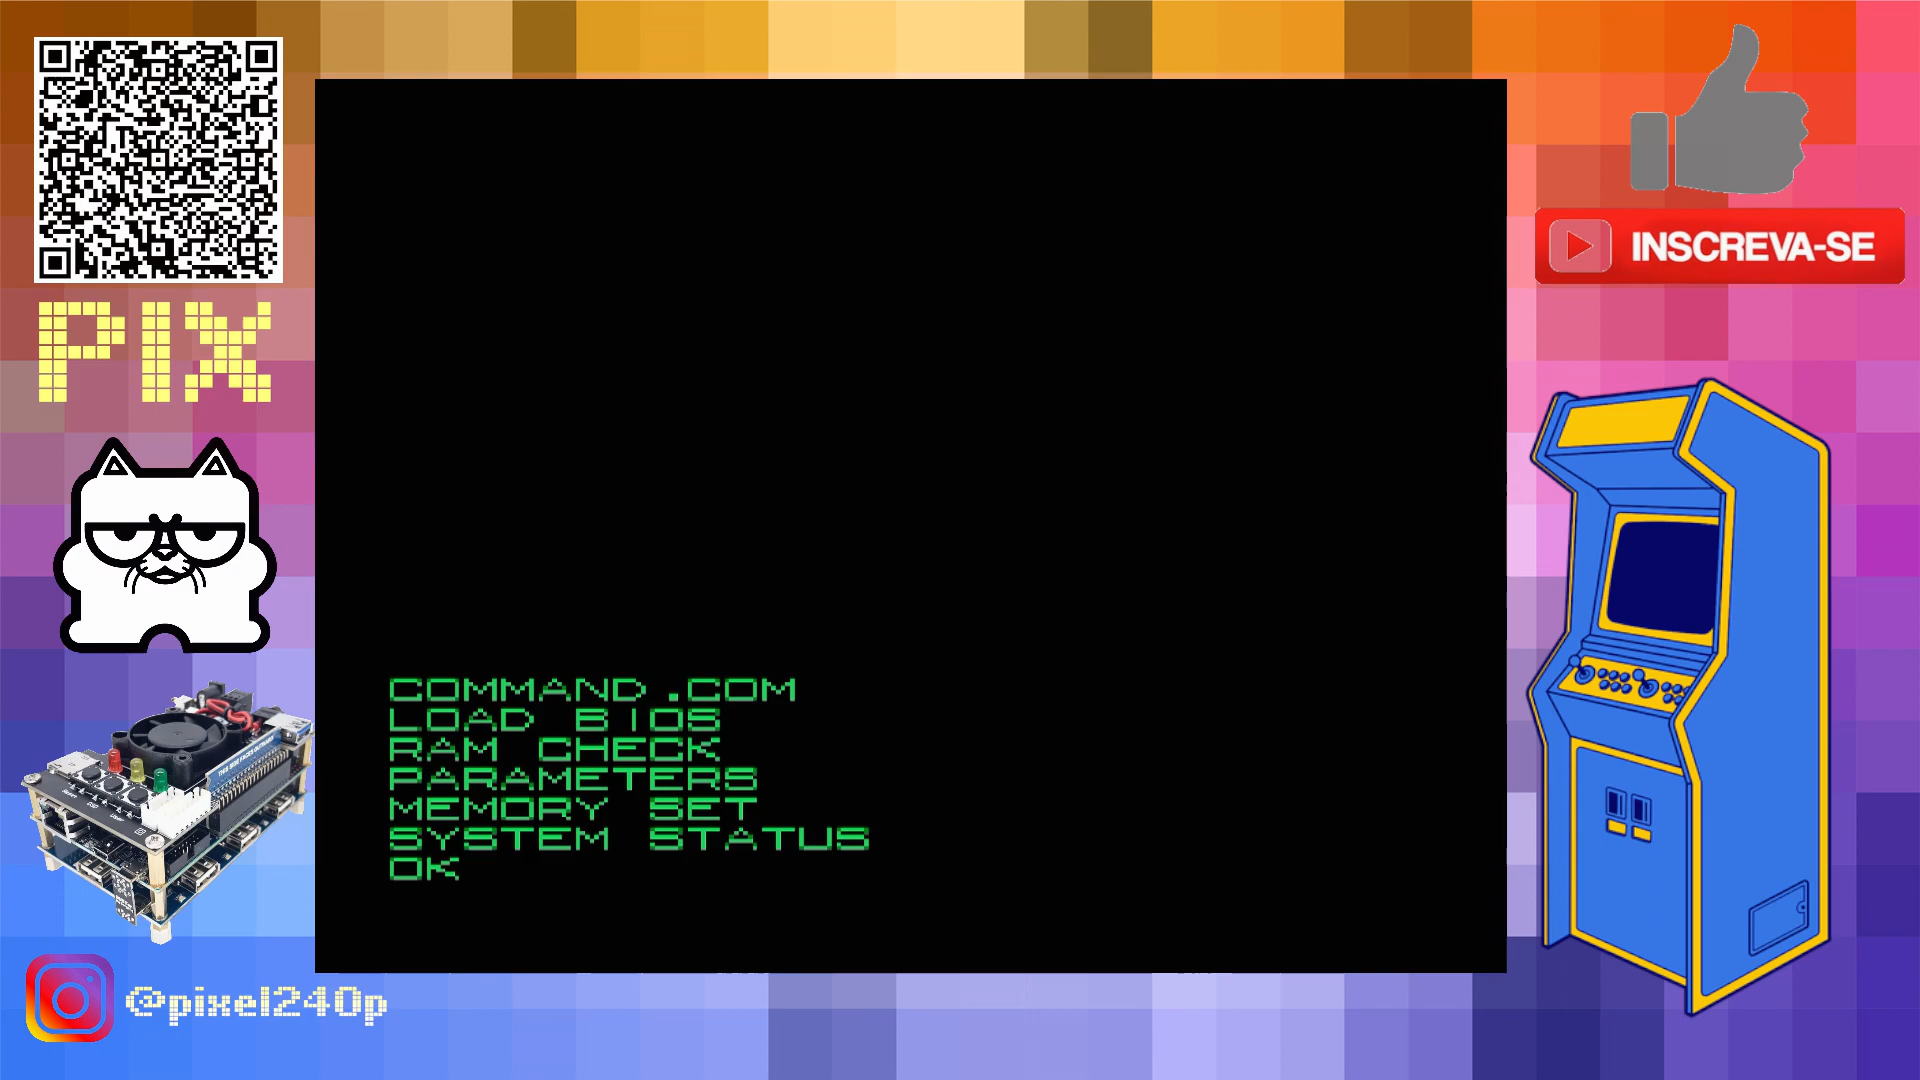 PIX
INSCREVA-SE
COMMAND.COM
LOAD BIOS
RAM CHECK
PARAMETERS
MEMORY SET
SYSTEM STATUS
OK
@pixel240p